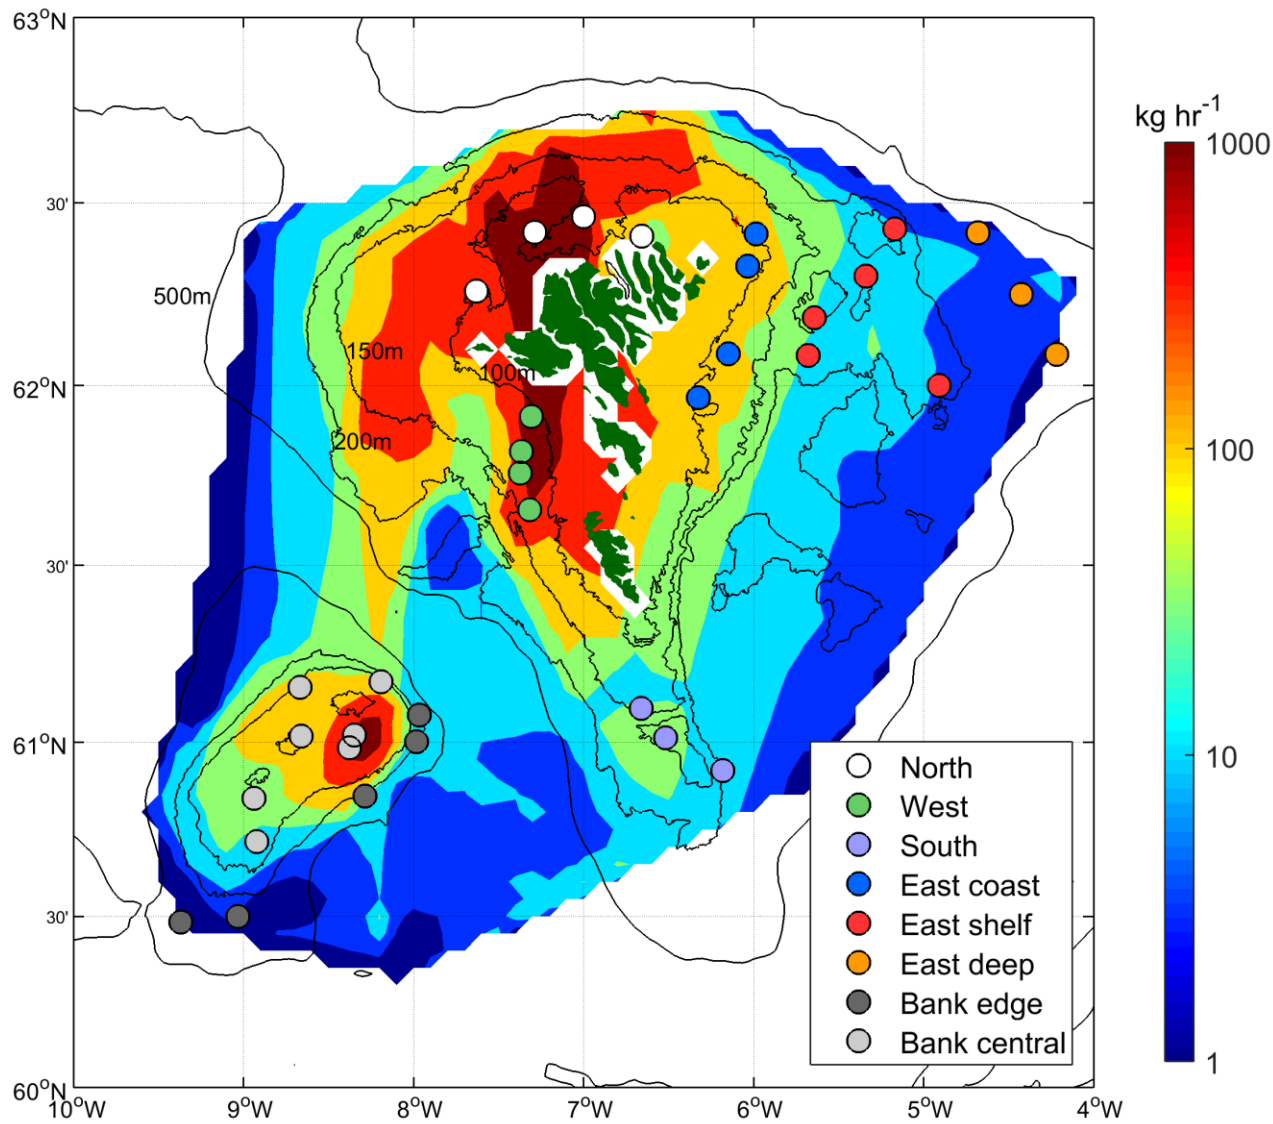 63°N
kg hr⁻¹
1000
30'
500m
150m
100m
62°N
200m
100
30'
61°N
10
North
West
South
East coast
East shelf
East deep
Bank edge
Bank central
30'
1
60°N
10°W
9°W
8°W
7°W
6°W
5°W
4°W